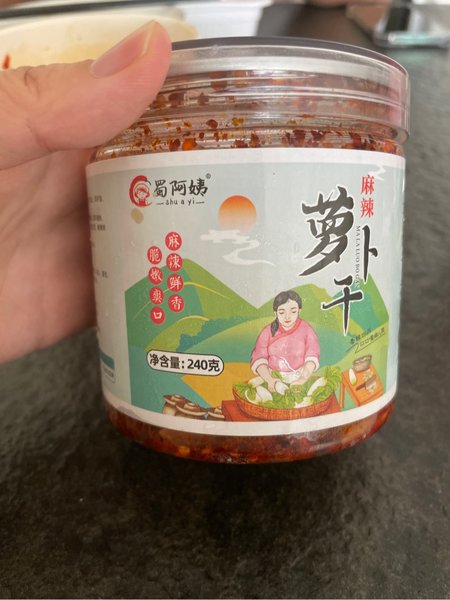 蜀阿姨®
shu a yi
麻辣
萝卜干
MA LA LUO BO GAN
麻辣鲜香
脆嫩爽口
净含量：240克